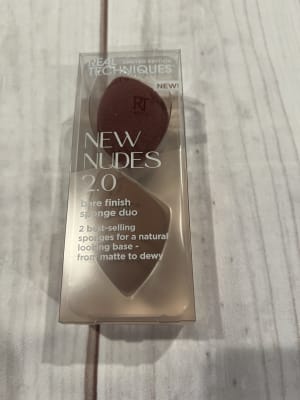 REAL LIMITED EDITION
TECHNIQUES
NEW!
RT
NEW
NUDES
2.0
bare finish
sponge duo
2 best-selling
sponges for a natural
looking base -
from matte to dewy